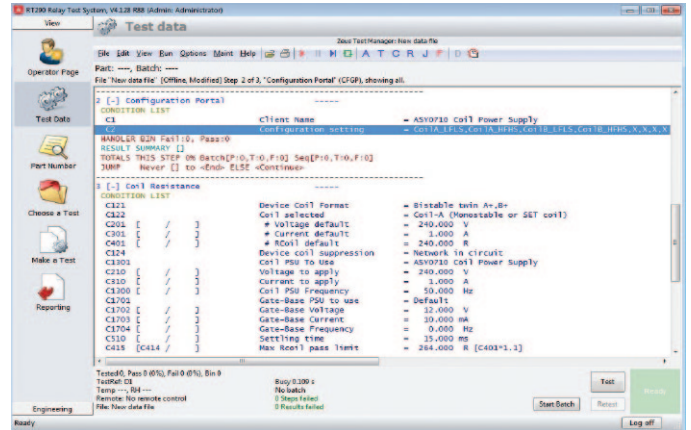 RT290 Relay Test System, V4.128 R88 (Admin: Administrator)
View
Test data
Zeus Test Manager: New data file
File Edit View Run Options Maint Help
A T C R J F D
Part: ----, Batch: ----
File "New data file" [Offline, Modified] Step 2 of 3, "Configuration Portal" (CFGP), showing all.
Operator Page
Test Data
Part Number
Choose a Test
Make a Test
Reporting
Engineering
2 [-] Configuration Portal -----
CONDITION LIST
C1 Client Name = ASY0710 Coil Power Supply
C2 Configuration setting = CoilA_LFLS,CoilA_HFHS,CoilB_LFLS,CoilB_HFHS,X,X,X,X
HANDLER BIN Fail:0, Pass:0
RESULT SUMMARY []
TOTALS THIS STEP ON Batch[P:0,T:0,F:0] Seq[P:0,T:0,F:0]
JUMP Never [] to <End> ELSE <Continue>
3 [-] Coil Resistance -----
CONDITION LIST
C121 Device Coil Format = Bistable twin A+,B+
C122 Coil selected = Coil-A (Monostable or SET coil)
C201 [ / ] # Voltage default = 240.000 V
C301 [ / ] # Current default = 1.000 A
C401 [ / ] # RCoil default = 240.000 R
C124 Device coil suppression = Network in circuit
C1301 Coil PSU To Use = ASY0710 Coil Power Supply
C210 [ / ] Voltage to apply = 240.000 V
C310 [ / ] Current to apply = 1.000 A
C1300 [ / ] Coil PSU Frequency = 50.000 Hz
C1701 Gate-Base PSU to use = Default
C1702 [ / ] Gate-Base Voltage = 12.000 V
C1703 [ / ] Gate-Base Current = 10.000 mA
C1704 [ / ] Gate-Base Frequency = 0.000 Hz
C510 [ / ] Settling time = 15.000 ms
C415 [C414 / ] Max Rcoil pass limit = 264.000 R [C401*1.1]
Tested 0, Pass 0 (0%), Fail 0 (0%), Bin 0
TestRef: OI Busy 0.109 s
Temp ---, RH --- No batch
Remote: No remote control 0 Steps failed
File: New data file 0 Results failed
Test
Start Batch
Retest
Ready
Ready
Log off